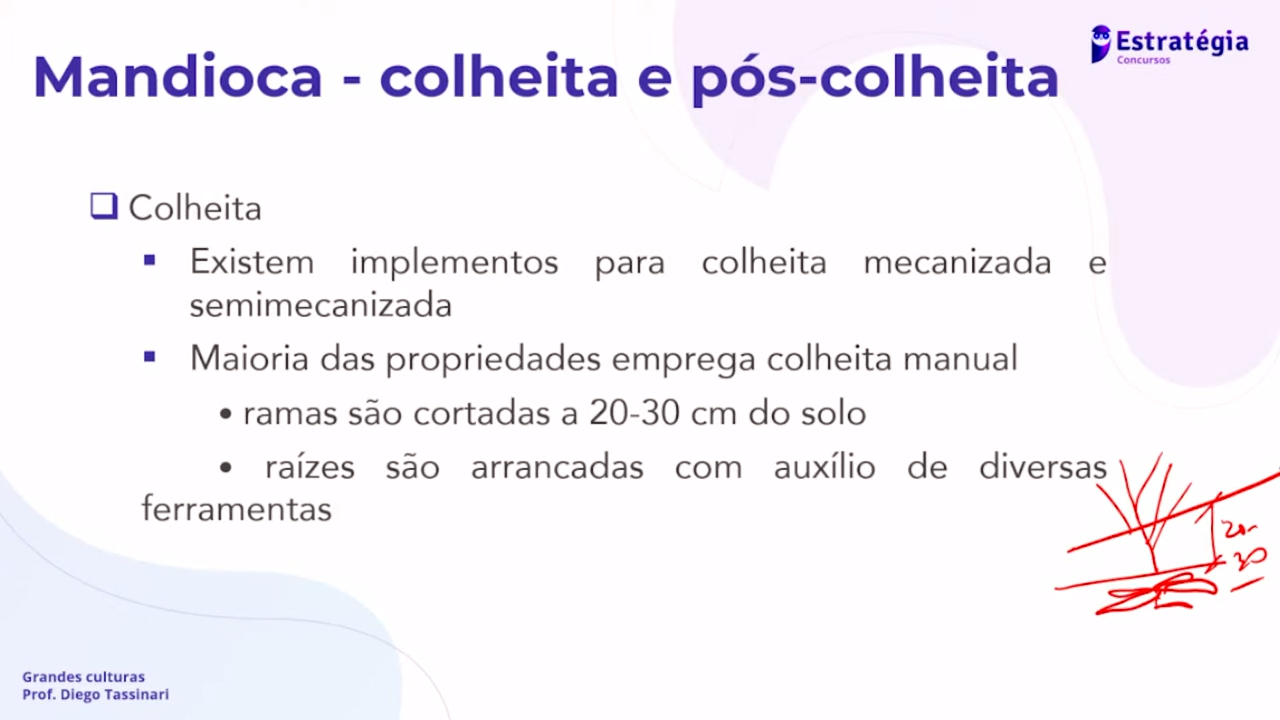 Estratégia
Concursos
Mandioca - colheita e pós-colheita
❑ Colheita
▪ Existem implementos para colheita mecanizada e
semimecanizada
▪ Maioria das propriedades emprega colheita manual
• ramas são cortadas a 20-30 cm do solo
• raízes são arrancadas com auxílio de diversas
ferramentas
20-
30
Grandes culturas
Prof. Diego Tassinari